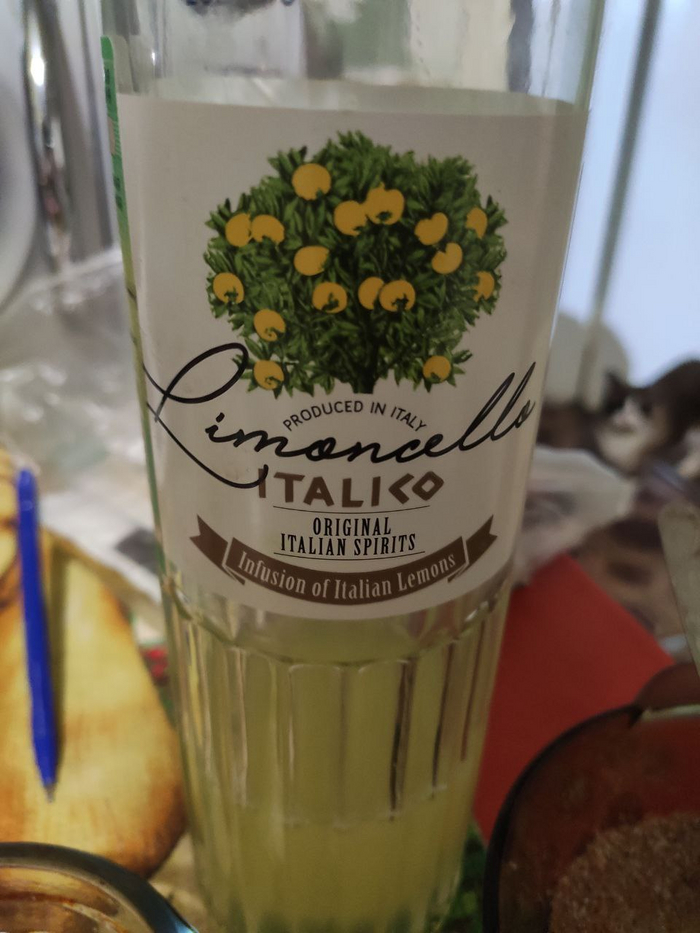 PRODUCED IN ITALY
Limoncello
ITALICO
ORIGINAL
ITALIAN SPIRITS
Infusion of Italian Lemons